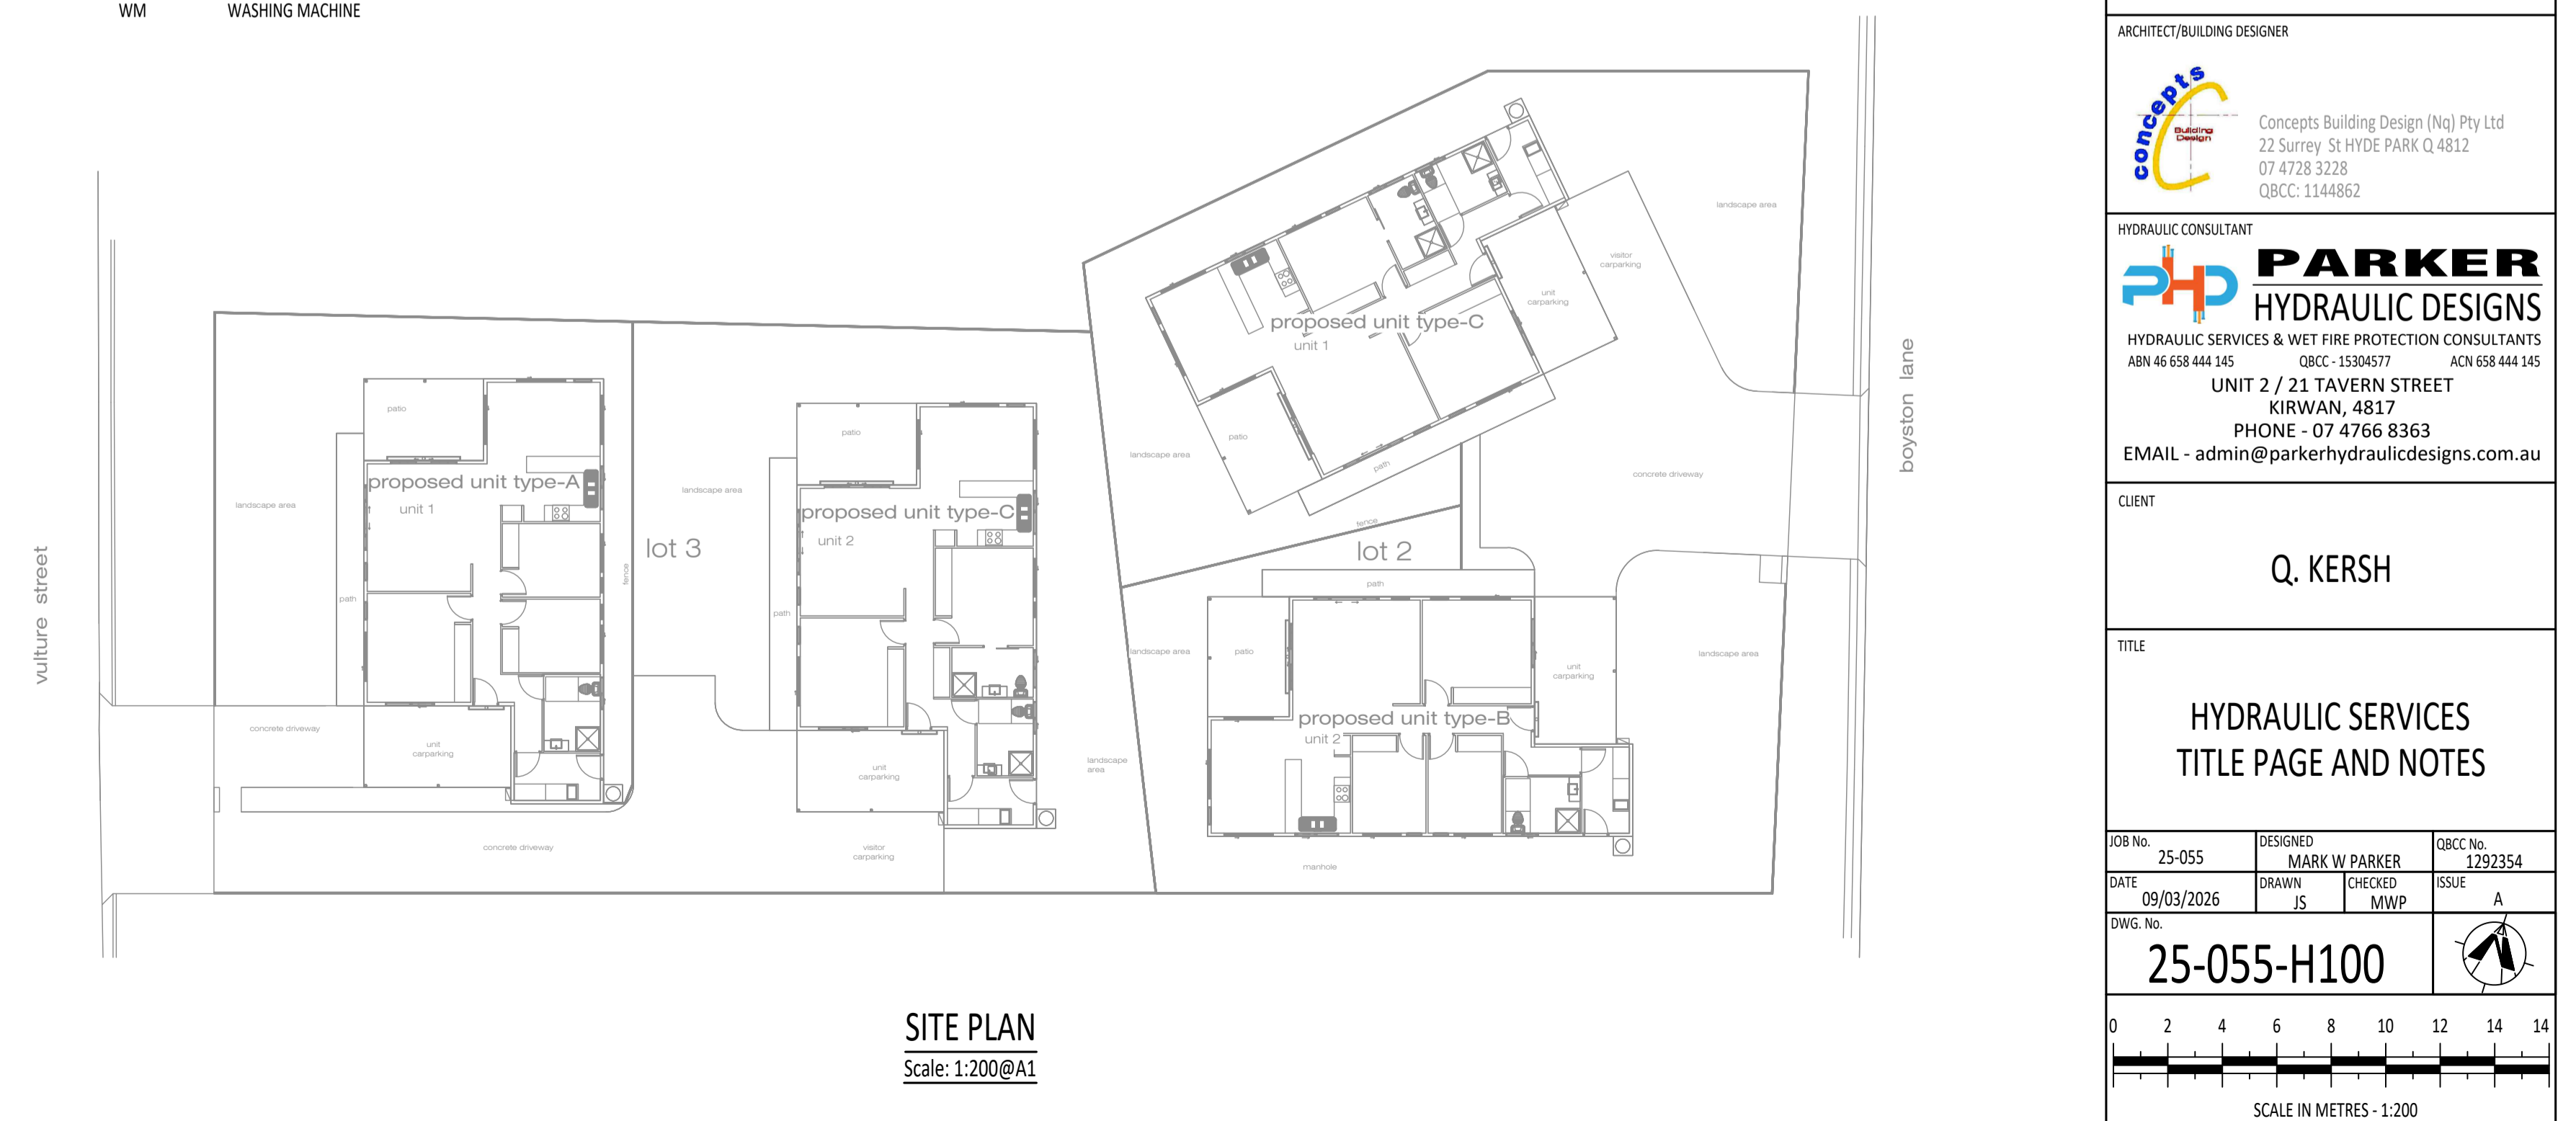 WM WASHING MACHINE
vulture street
landscape area
patio
proposed unit type-A
unit 1
path
fence
concrete driveway
unit
carparking
concrete driveway
lot 3
landscape area
patio
proposed unit type-C
unit 2
path
unit
carparking
visitor
carparking
landscape
area
landscape area
visitor
carparking
unit
carparking
proposed unit type-C
unit 1
patio
path
landscape area
fence
concrete driveway
boyston lane
lot 2
path
landscape area
patio
unit
carparking
landscape area
proposed unit type-B
unit 2
manhole
SITE PLAN
Scale: 1:200@A1
ARCHITECT/BUILDING DESIGNER
concepts
Building
Design
Concepts Building Design (Nq) Pty Ltd
22 Surrey St HYDE PARK Q 4812
07 4728 3228
QBCC: 1144862
HYDRAULIC CONSULTANT
PHD
PARKER
HYDRAULIC DESIGNS
HYDRAULIC SERVICES & WET FIRE PROTECTION CONSULTANTS
ABN 46 658 444 145 QBCC - 15304577 ACN 658 444 145
UNIT 2 / 21 TAVERN STREET
KIRWAN, 4817
PHONE - 07 4766 8363
EMAIL - admin@parkerhydraulicdesigns.com.au
CLIENT
Q. KERSH
TITLE
HYDRAULIC SERVICES
TITLE PAGE AND NOTES
JOB No. DESIGNED QBCC No.
25-055 MARK W PARKER 1292354
DATE DRAWN CHECKED ISSUE
09/03/2026 JS MWP A
DWG. No.
25-055-H100
0 2 4 6 8 10 12 14 14
SCALE IN METRES - 1:200